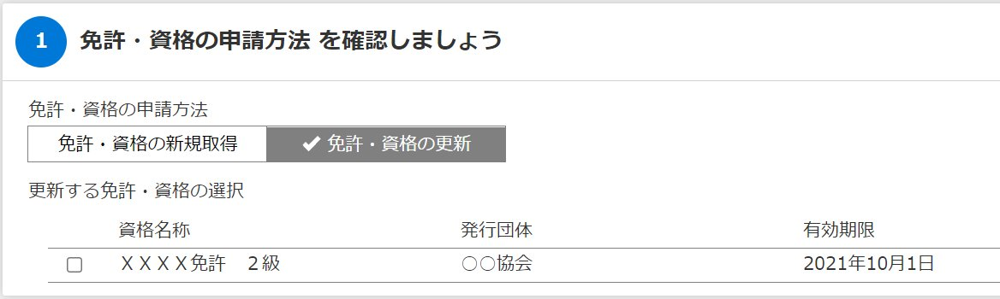 1 免許・資格の申請方法 を確認しましょう
免許・資格の申請方法
免許・資格の新規取得 ✔ 免許・資格の更新
更新する免許・資格の選択
資格名称 発行団体 有効期限
ＸＸＸＸ免許　２級 ○○協会 2021年10月1日